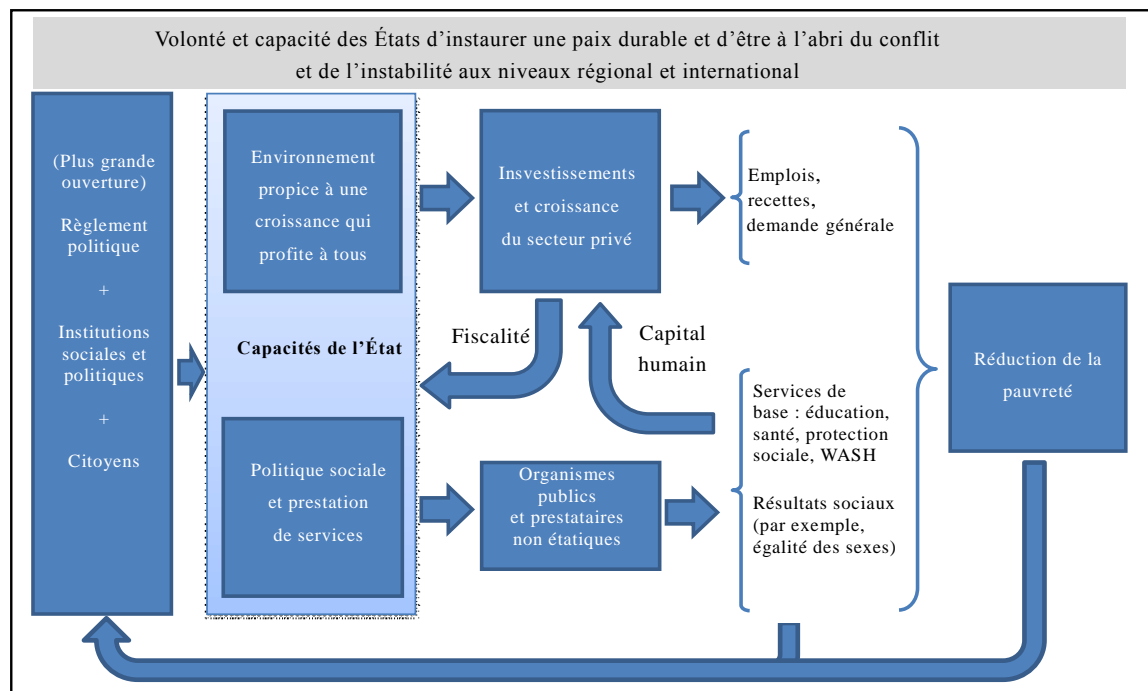 Volonté et capacité des États d’instaurer une paix durable et d’être à l’abri du conflit
et de l’instabilité aux niveaux régional et international
(Plus grande
ouverture)
Règlement
politique
+
Institutions
sociales et
politiques
+
Citoyens
Environnement
propice à une
croissance qui
profite à tous
Capacités de l’État
Politique sociale
et prestation
de services
Insvestissements
et croissance
du secteur privé
Fiscalité
Capital
humain
Organismes
publics
et prestataires
non étatiques
Emplois,
recettes,
demande générale
Services de
base : éducation,
santé, protection
sociale, WASH
Résultats sociaux
(par exemple,
égalité des sexes)
Réduction de la
pauvreté